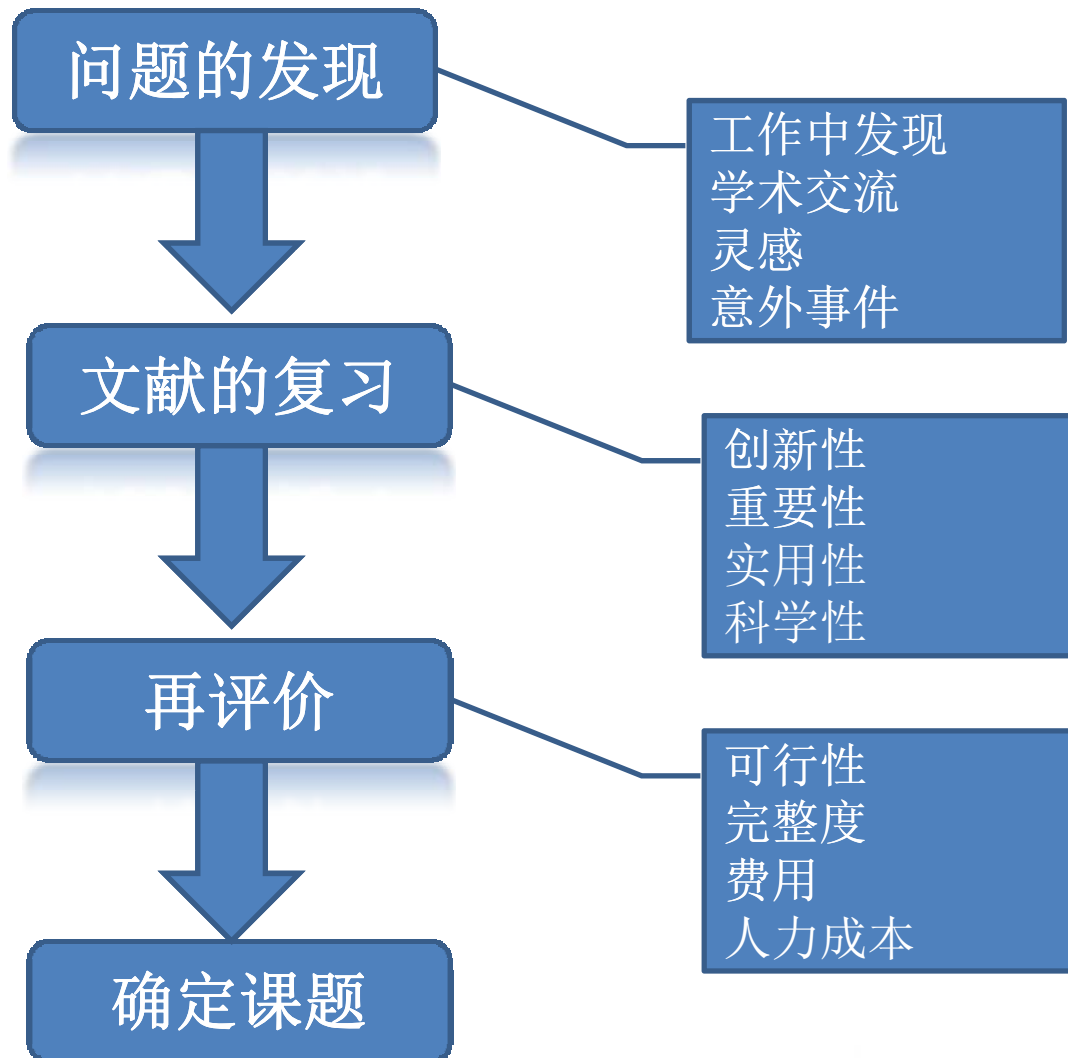 问题的发现
工作中发现
学术交流
灵感
意外事件
文献的复习
创新性
重要性
实用性
科学性
再评价
可行性
完整度
费用
人力成本
确定课题